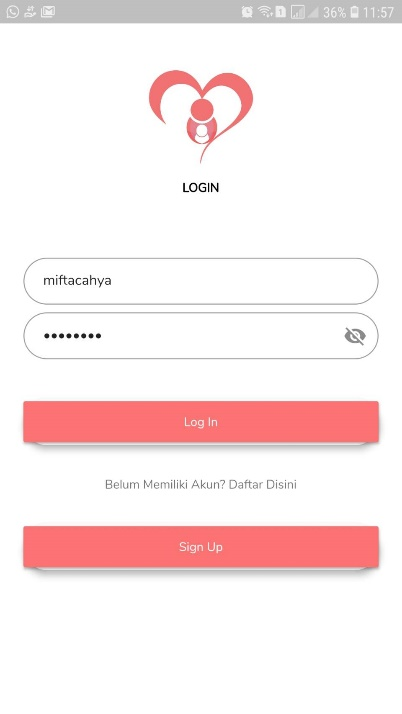 36% 11:57
LOGIN
miftacahya
••••••••
Log In
Belum Memiliki Akun? Daftar Disini
Sign Up